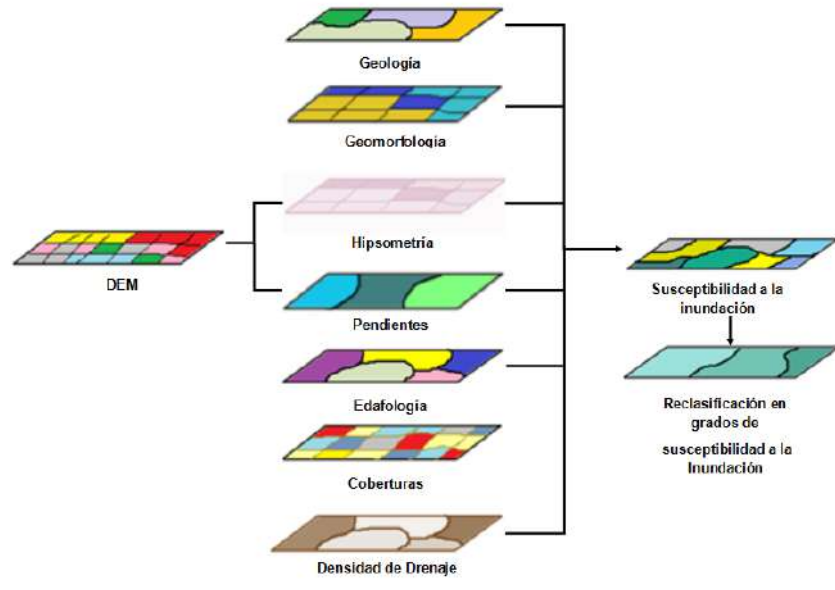 Geología
Geomorfología
Hipsometría
DEM
Pendientes
Edafología
Coberturas
Densidad de Drenaje
Susceptibilidad a la
inundación
Reclasificación en
grados de
susceptibilidad a la
Inundación